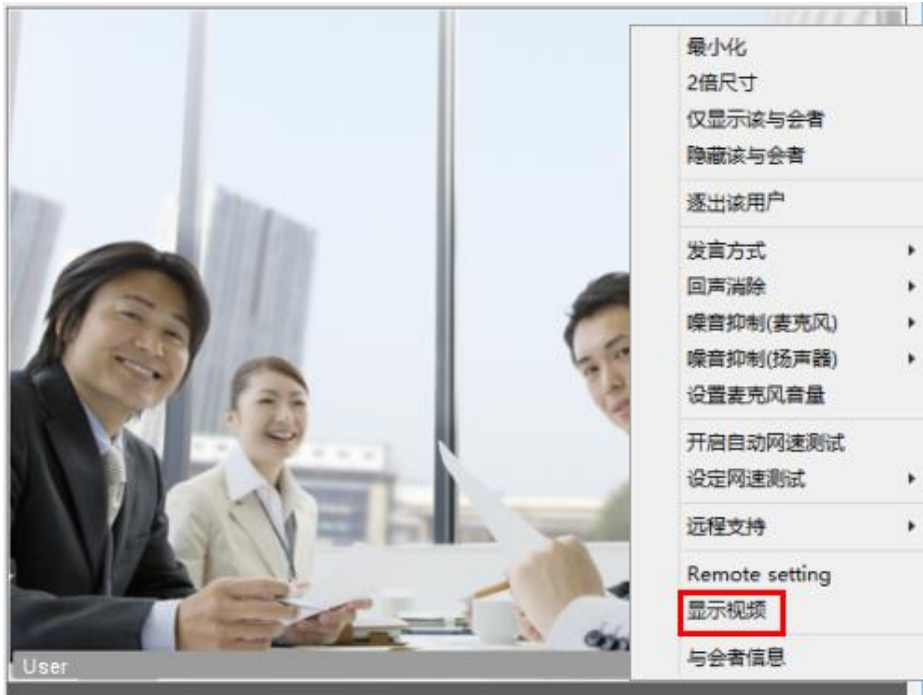 最小化
2倍尺寸
仅显示该与会者
隐藏该与会者
逐出该用户
发言方式
回声消除
噪音抑制(麦克风)
噪音抑制(扬声器)
设置麦克风音量
开启自动网速测试
设定网速测试
远程支持
Remote setting
显示视频
与会者信息
User